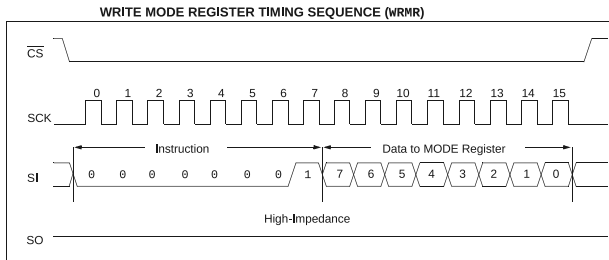 WRITE MODE REGISTER TIMING SEQUENCE (WRMR)
CS
0 1 2 3 4 5 6 7 8 9 10 11 12 13 14 15
SCK
Instruction Data to MODE Register
SI 0 0 0 0 0 0 0 1 7 6 5 4 3 2 1 0
High-Impedance
SO